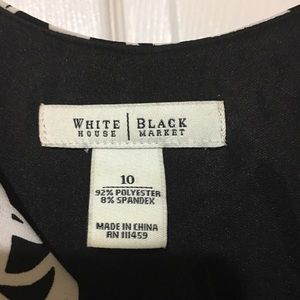 WHITE | BLACK
HOUSE | MARKET
10
92% POLYESTER
8% SPANDEX
MADE IN CHINA
RN 111459